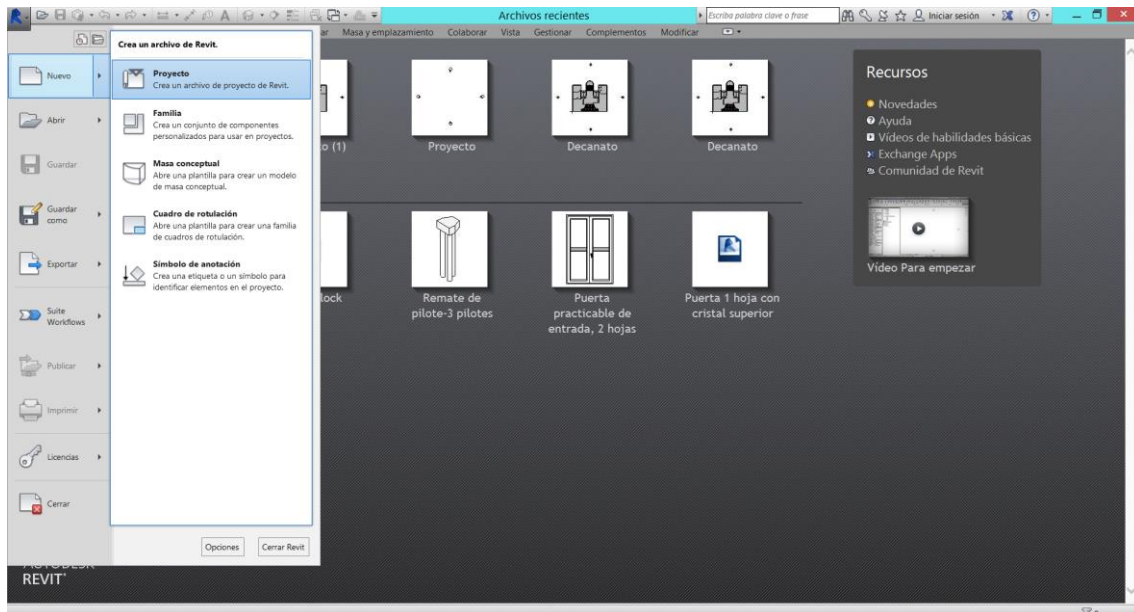 Archivos recientes
Escriba palabra clave o frase
Iniciar sesión
ar Masa y emplazamiento Colaborar Vista Gestionar Complementos Modificar
Crea un archivo de Revit.
Nuevo
Abrir
Guardar
Guardar
como
Exportar
Suite
Workflows
Publicar
Imprimir
Licencias
Cerrar
Proyecto
Crea un archivo de proyecto de Revit.
Familia
Crea un conjunto de componentes
personalizados para usar en proyectos.
Masa conceptual
Abre una plantilla para crear un modelo
de masa conceptual.
Cuadro de rotulación
Abre una plantilla para crear una familia
de cuadros de rotulación.
Símbolo de anotación
Crea una etiqueta o un símbolo para
identificar elementos en el proyecto.
Opciones
Cerrar Revit
o (1)
Proyecto
Decanato
Decanato
lock
Remate de
pilote-3 pilotes
Puerta
practicable de
entrada, 2 hojas
Puerta 1 hoja con
cristal superior
Recursos
Novedades
Ayuda
Vídeos de habilidades básicas
Exchange Apps
Comunidad de Revit
Vídeo Para empezar
AUTODESK
REVIT